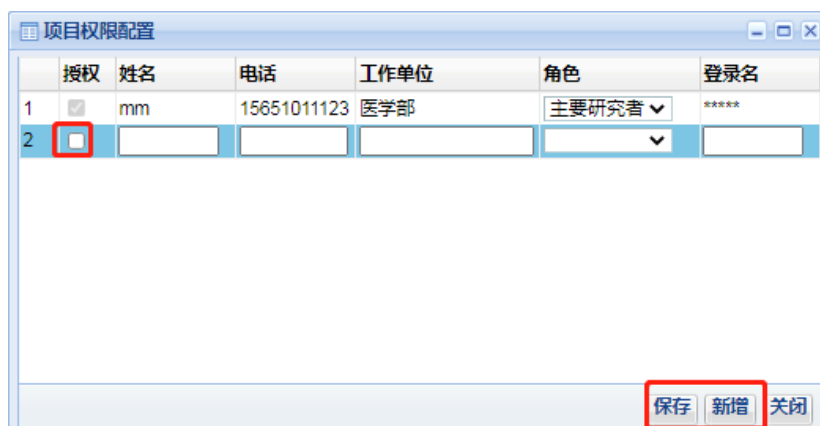 项目权限配置
授权 姓名 电话 工作单位 角色 登录名
1 mm 15651011123 医学部 主要研究者 *****
2
保存 新增 关闭